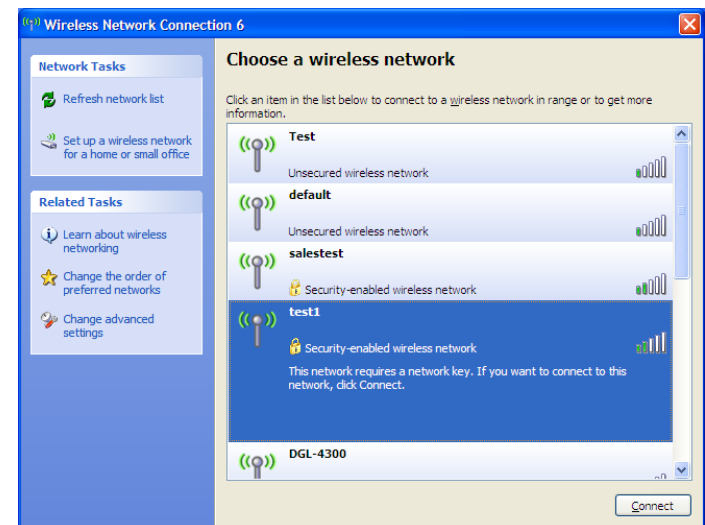 Wireless Network Connection 6
Network Tasks
Refresh network list
Set up a wireless network
for a home or small office
Related Tasks
Learn about wireless
networking
Change the order of
preferred networks
Change advanced
settings
Choose a wireless network
Click an item in the list below to connect to a wireless network in range or to get more
information.
Test
Unsecured wireless network
default
Unsecured wireless network
salestest
Security-enabled wireless network
test1
Security-enabled wireless network
This network requires a network key. If you want to connect to this
network, click Connect.
DGL-4300
Connect